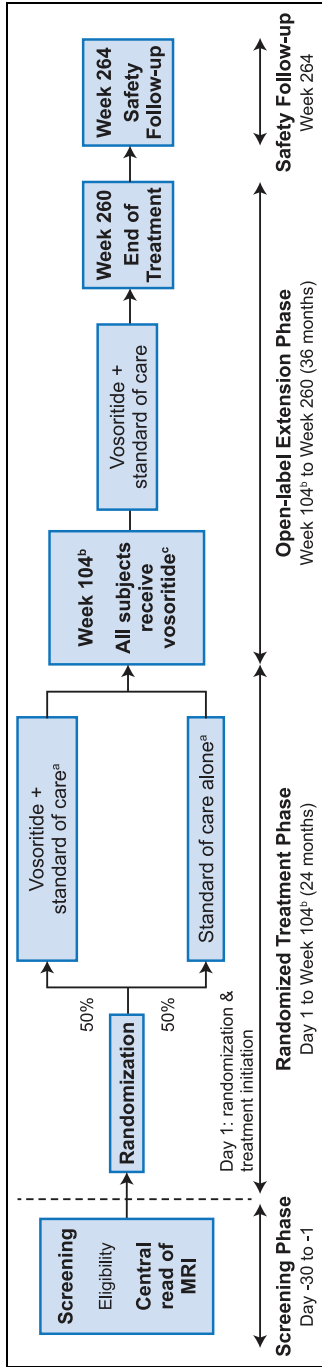 Screening
Eligibility
Central
read of
MRI
Randomization
50%
50%
Vosoritide +
standard of careᵃ
Standard of care aloneᵃ
Week 104ᵇ
All subjects
receive
vosoritideᶜ
Vosoritide +
standard of care
Week 260
End of
Treatment
Week 264
Safety
Follow-up
Day 1: randomization &
treatment initiation
Screening Phase
Day -30 to -1
Randomized Treatment Phase
Day 1 to Week 104ᵇ (24 months)
Open-label Extension Phase
Week 104ᵇ to Week 260 (36 months)
Safety Follow-up
Week 264